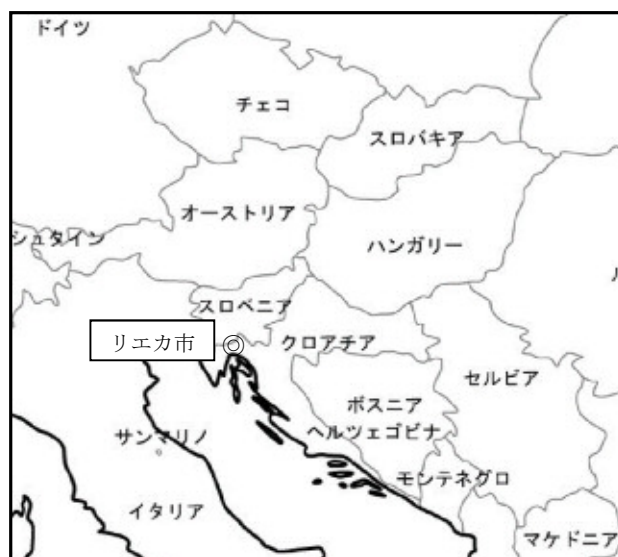 ドイツ
チェコ
スロバキア
オーストリア
シュタイン
ハンガリー
スロベニア
リエカ市
クロアチア
セルビア
ボスニア
ヘルツェゴビナ
サンマリノ
モンテネグロ
イタリア
マケドニア